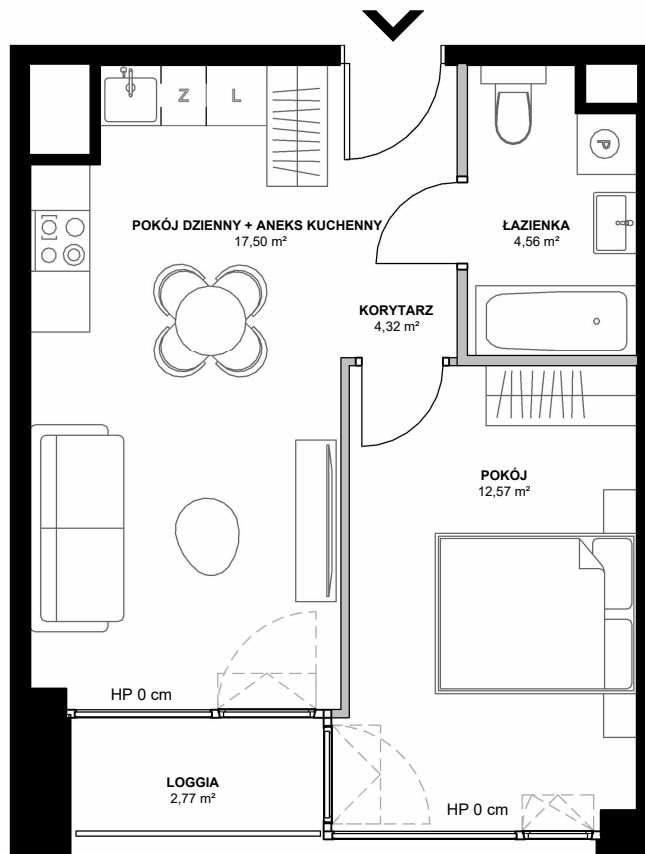 Z L
P
POKÓJ DZIENNY + ANEKS KUCHENNY
17,50 m²
ŁAZIENKA
4,56 m²
KORYTARZ
4,32 m²
POKÓJ
12,57 m²
HP 0 cm
LOGGIA
2,77 m²
HP 0 cm